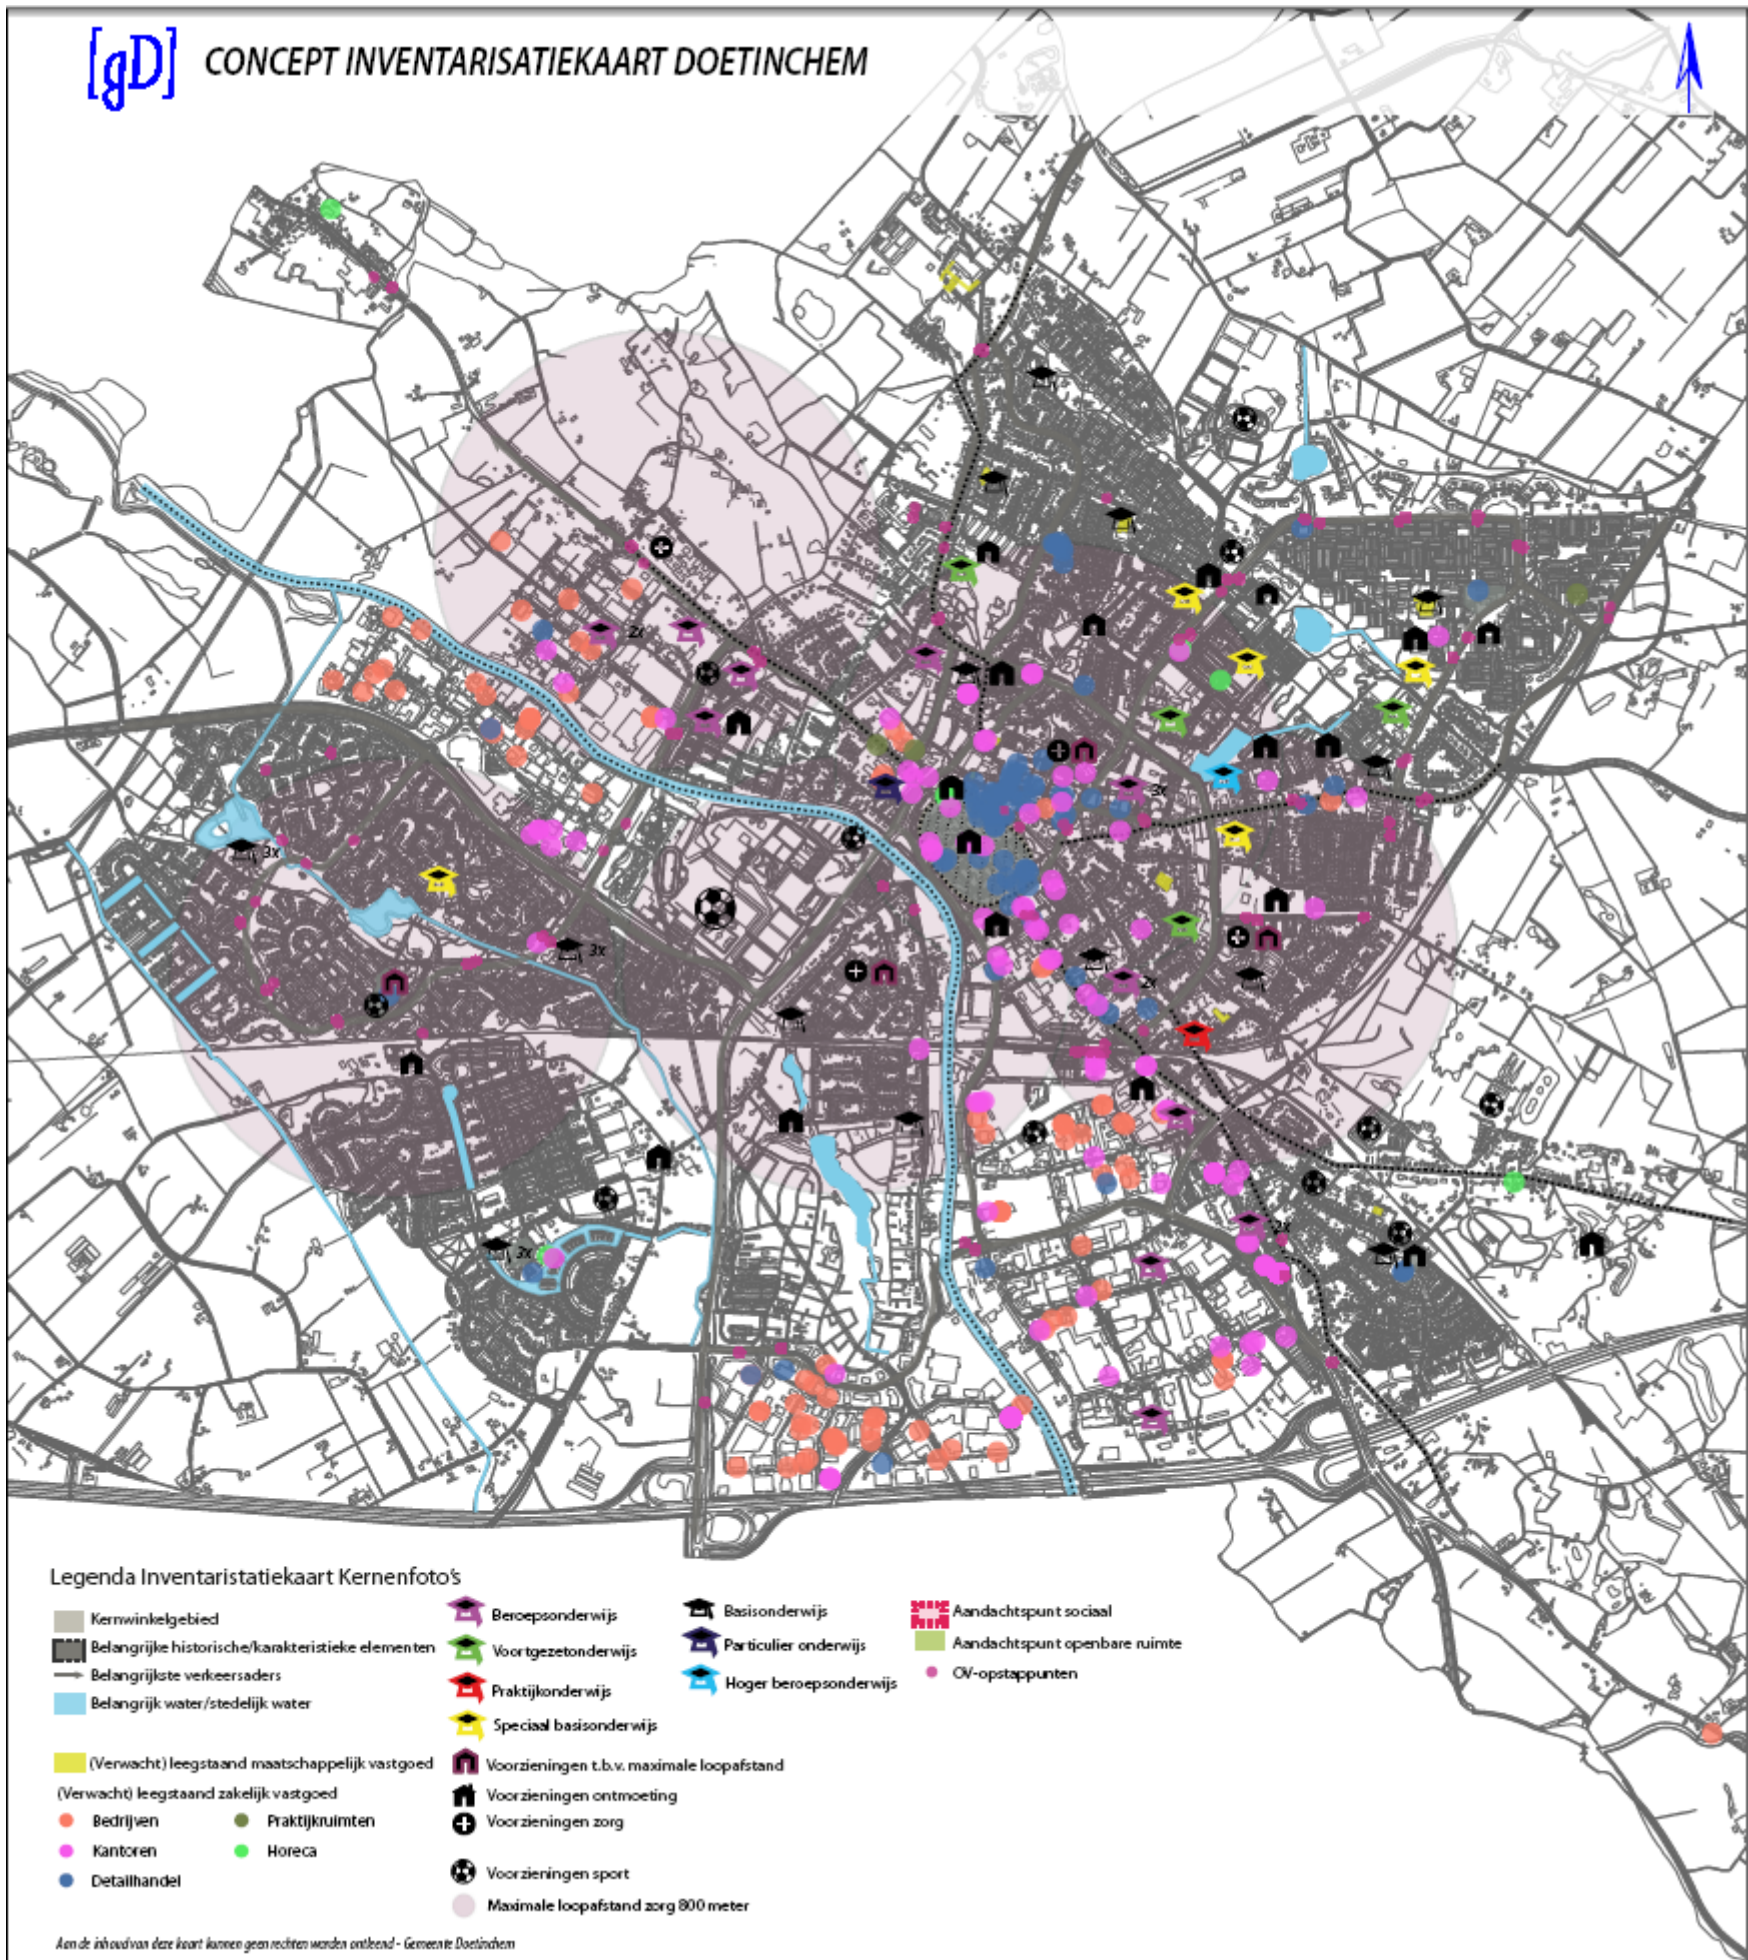 [gD] CONCEPT INVENTARISATIEKAART DOETINCHEM
2x
3x
3x
3x
2x
2x
3x
Legenda Inventaristatiekaart Kernenfoto's
Kernwinkelgebied
Belangrijke historische/karakteristieke elementen
Belangrijkste verkeersaders
Belangrijk water/stedelijk water
(Verwacht) leegstaand maatschappelijk vastgoed
(Verwacht) leegstaand zakelijk vastgoed
Bedrijven
Praktijkruimten
Kantoren
Horeca
Detailhandel
Beroepsonderwijs
Voortgezetonderwijs
Praktijkonderwijs
Speciaal basisonderwijs
Voorzieningen t.b.v. maximale loopafstand
Voorzieningen ontmoeting
Voorzieningen zorg
Voorzieningen sport
Maximale loopafstand zorg 800 meter
Basisonderwijs
Particulier onderwijs
Hoger beroepsonderwijs
Aandachtspunt sociaal
Aandachtspunt openbare ruimte
OV-opstappunten
Aan de inhoud van deze kaart kunnen geen rechten worden ontleend - Gemeente Doetinchem